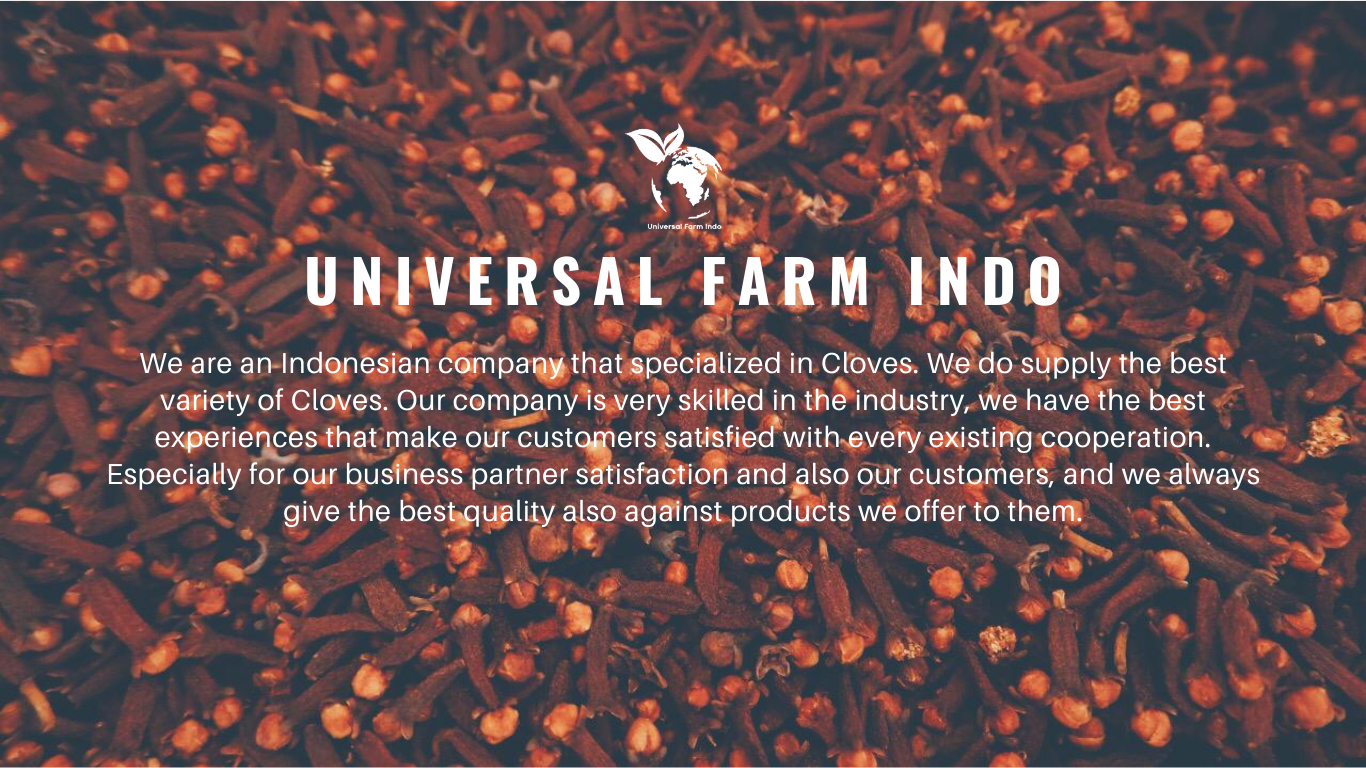 Universal Farm Indo
UNIVERSAL FARM INDO
We are an Indonesian company that specialized in Cloves. We do supply the best
variety of Cloves. Our company is very skilled in the industry, we have the best
experiences that make our customers satisfied with every existing cooperation.
Especially for our business partner satisfaction and also our customers, and we always
give the best quality also against products we offer to them.